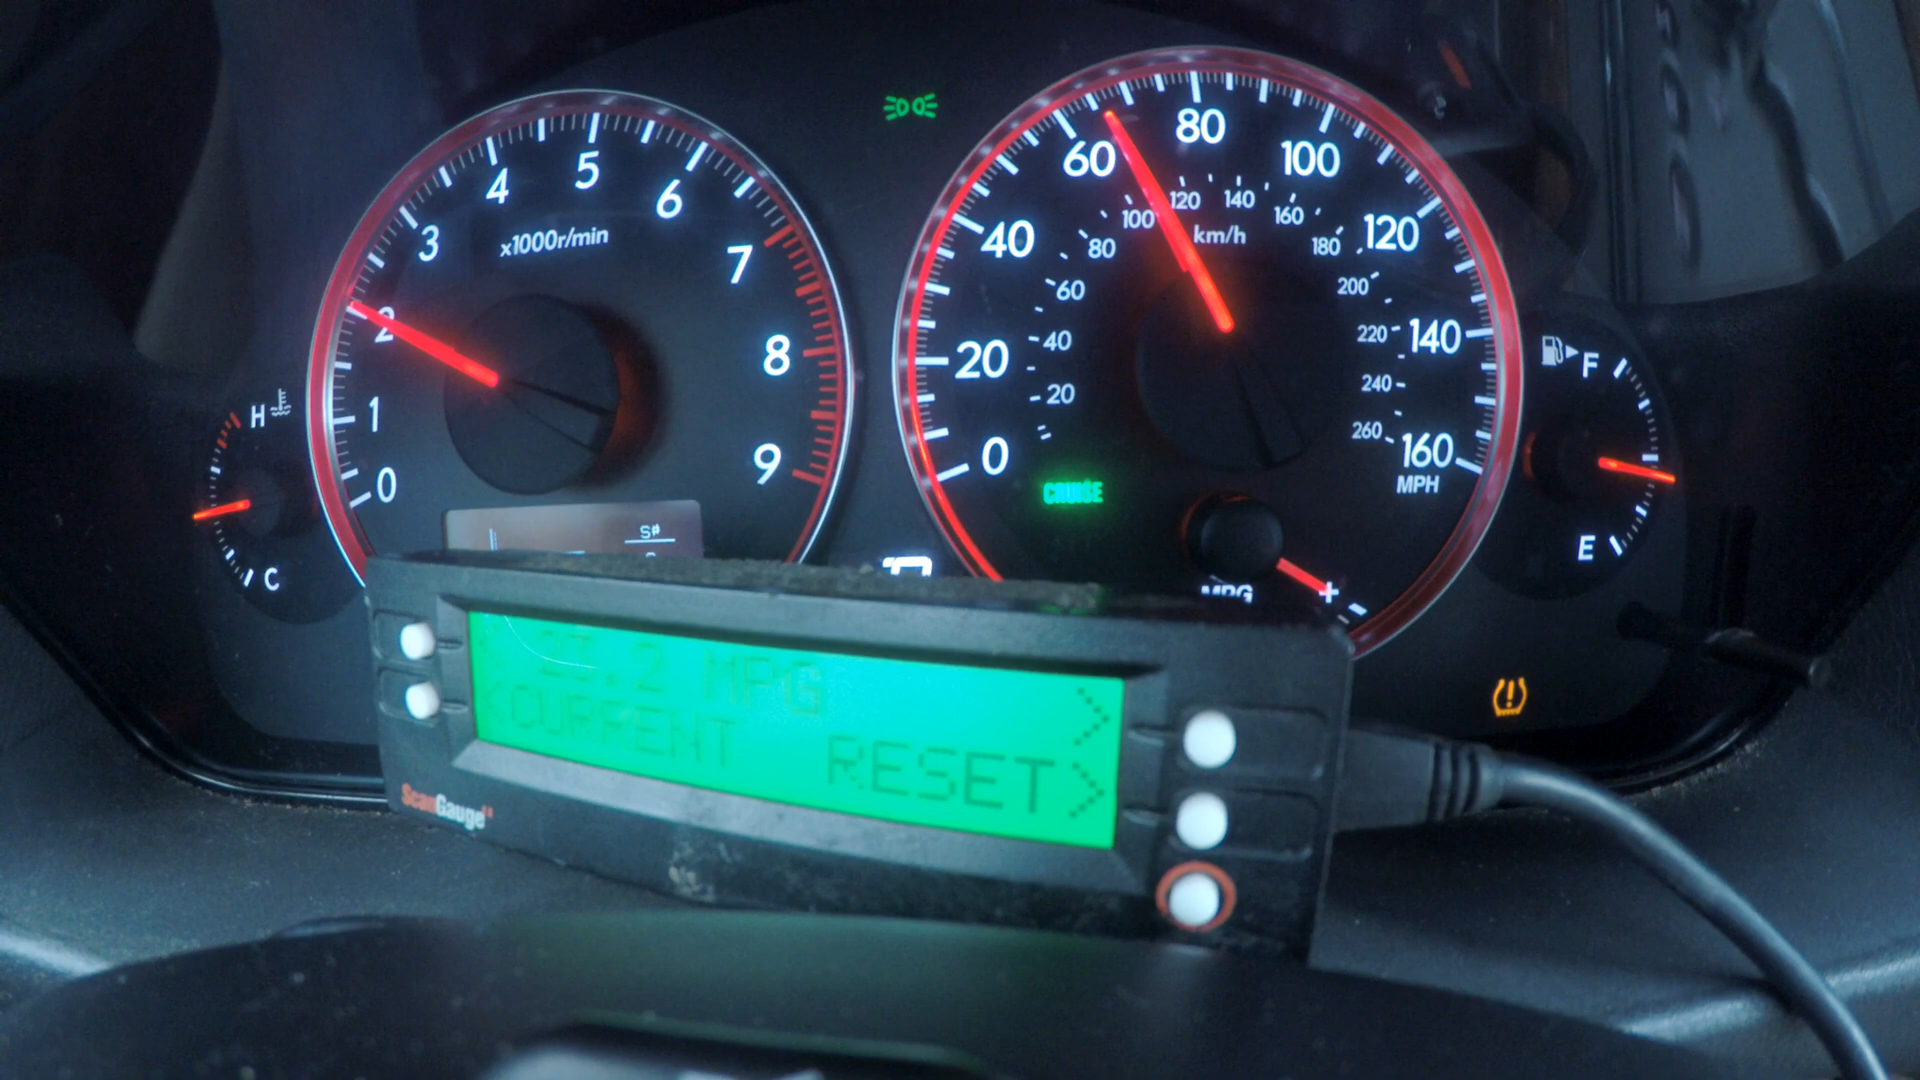 x1000r/min
0
1
2
3
4
5
6
7
8
9
H
C
S#
0
20
40
60
80
100
120
140
160
MPH
km/h
20
40
60
80
100
120
140
160
180
200
220
240
260
CRUISE
MPG
+
-
F
E
MPG
<CURRENT
>
RESET>
ScanGauge